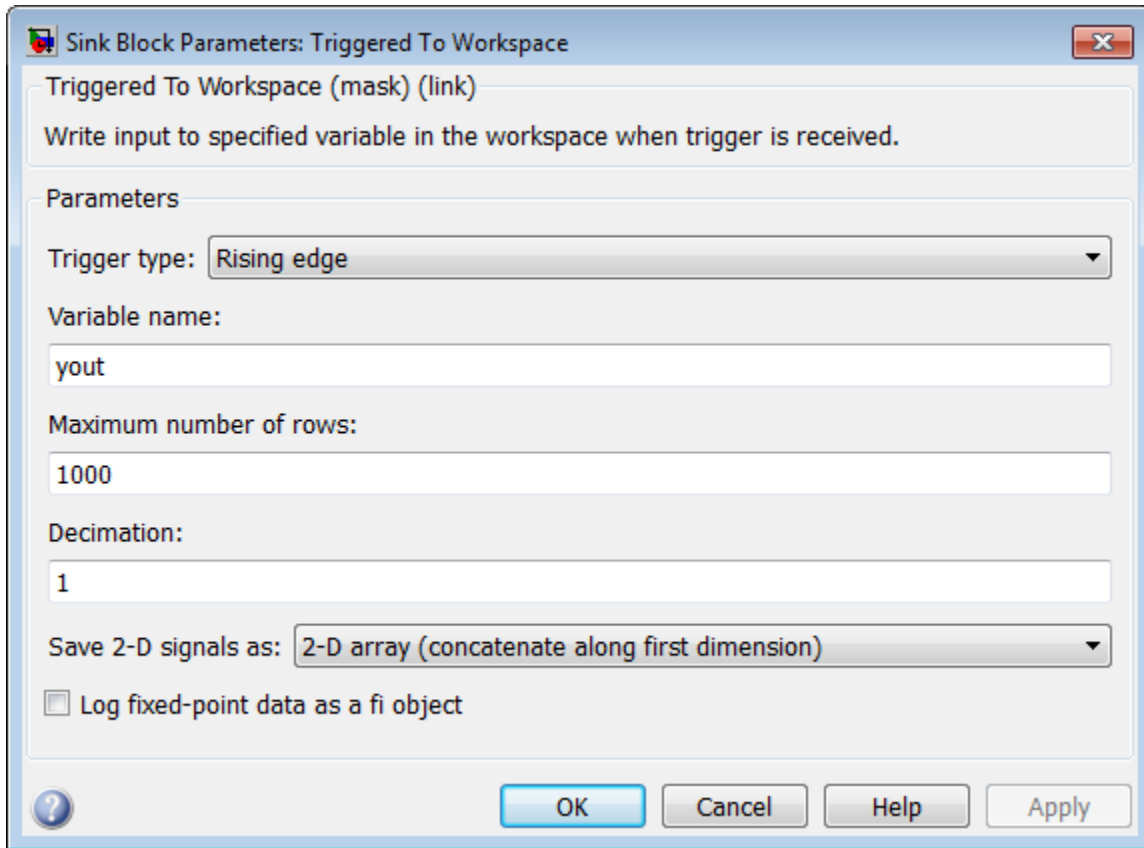 Sink Block Parameters: Triggered To Workspace
Triggered To Workspace (mask) (link)
Write input to specified variable in the workspace when trigger is received.
Parameters
Trigger type: Rising edge
Variable name:
yout
Maximum number of rows:
1000
Decimation:
1
Save 2-D signals as: 2-D array (concatenate along first dimension)
Log fixed-point data as a fi object
? OK Cancel Help Apply